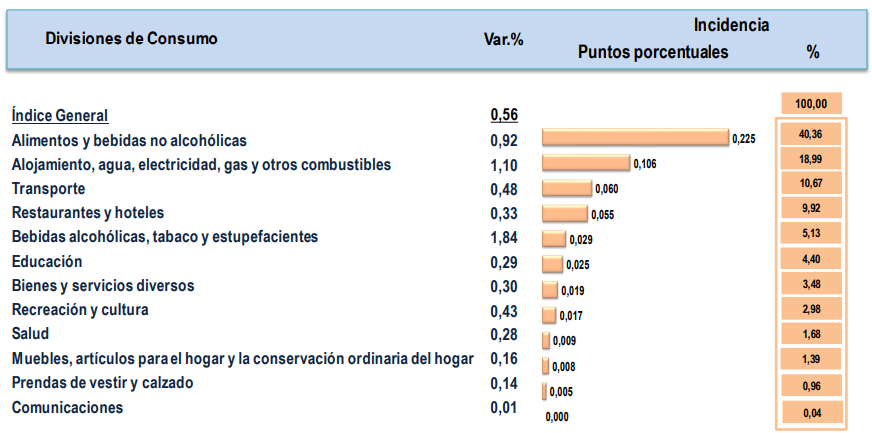 Divisiones de Consumo Var.% Incidencia
Puntos porcentuales %
100,00
Índice General 0,56
Alimentos y bebidas no alcohólicas 0,92 0,225 40,36
Alojamiento, agua, electricidad, gas y otros combustibles 1,10 0,106 18,99
Transporte 0,48 0,060 10,67
Restaurantes y hoteles 0,33 0,055 9,92
Bebidas alcohólicas, tabaco y estupefacientes 1,84 0,029 5,13
Educación 0,29 0,025 4,40
Bienes y servicios diversos 0,30 0,019 3,48
Recreación y cultura 0,43 0,017 2,98
Salud 0,28 0,009 1,68
Muebles, artículos para el hogar y la conservación ordinaria del hogar 0,16 0,008 1,39
Prendas de vestir y calzado 0,14 0,005 0,96
Comunicaciones 0,01 0,000 0,04